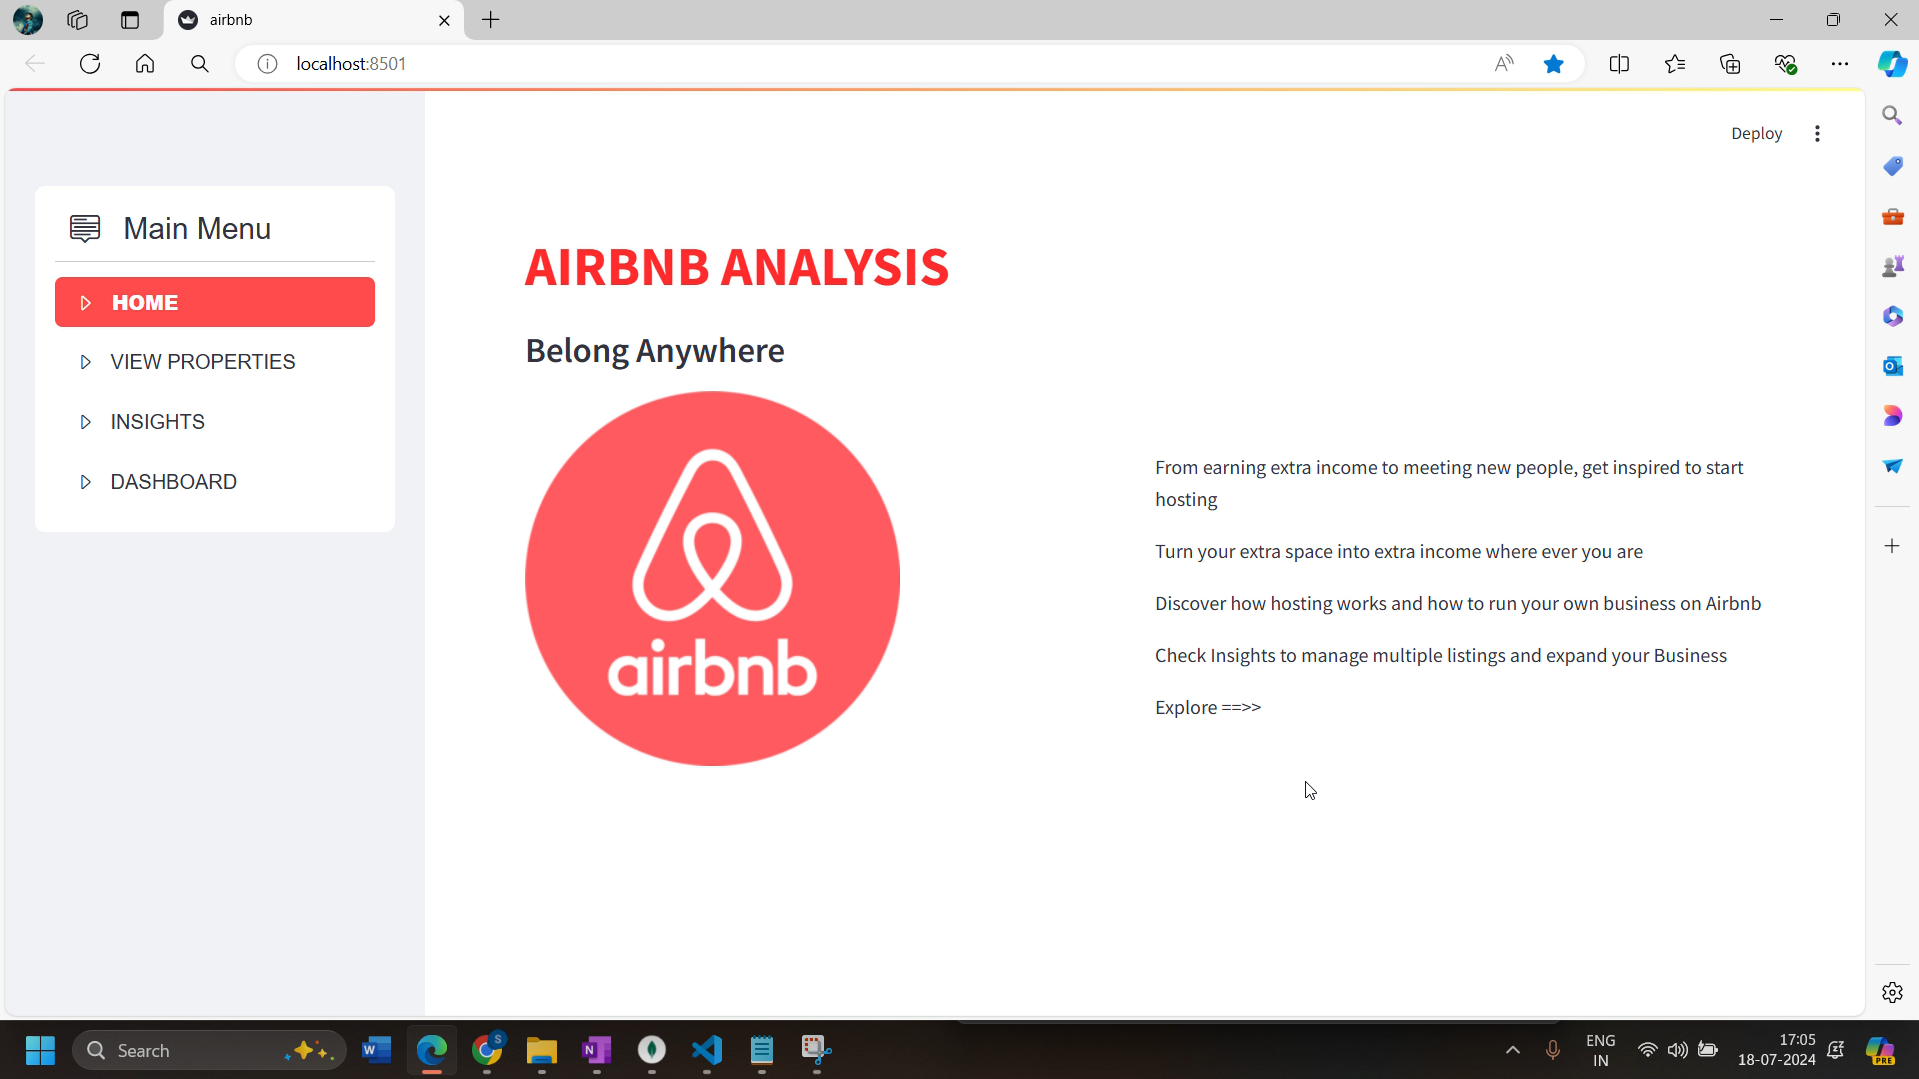 airbnb
localhost:8501
Deploy
Main Menu
HOME
VIEW PROPERTIES
INSIGHTS
DASHBOARD
AIRBNB ANALYSIS
Belong Anywhere
airbnb
From earning extra income to meeting new people, get inspired to start
hosting
Turn your extra space into extra income where ever you are
Discover how hosting works and how to run your own business on Airbnb
Check Insights to manage multiple listings and expand your Business
Explore ==>>
Search
S
ENG
IN
17:05
18-07-2024
PRE